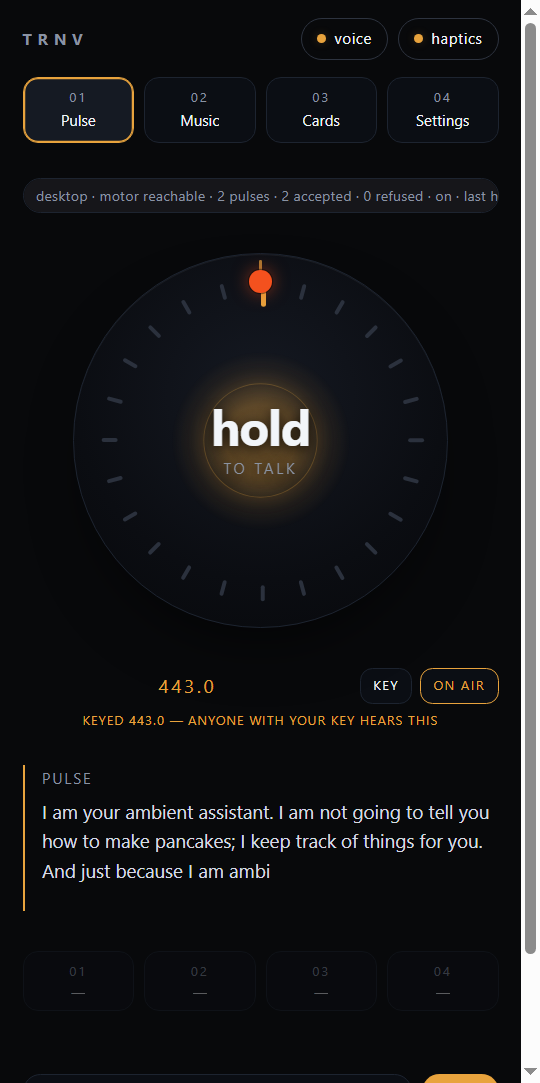 TRNV
voice
haptics
01
Pulse
02
Music
03
Cards
04
Settings
desktop · motor reachable · 2 pulses · 2 accepted · 0 refused · on · last h
hold
TO TALK
443.0
KEY
ON AIR
KEYED 443.0 — ANYONE WITH YOUR KEY HEARS THIS
PULSE
I am your ambient assistant. I am not going to tell you
how to make pancakes; I keep track of things for you.
And just because I am ambi
01
—
02
—
03
—
04
—